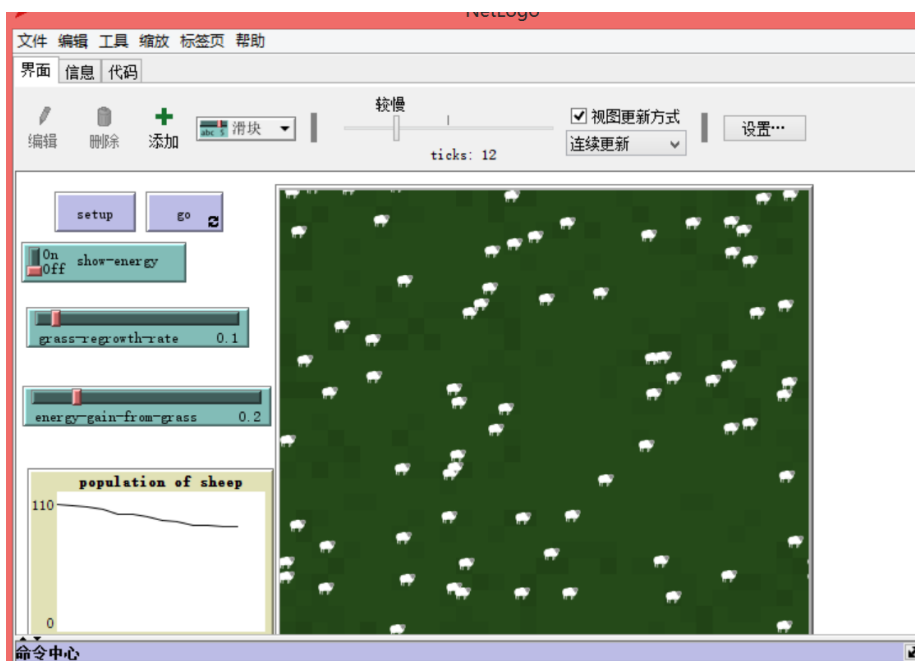 NetLogo
文件 编辑 工具 缩放 标签页 帮助
界面 信息 代码
较慢
编辑 删除 添加
abc 5 滑块
视图更新方式
连续更新
设置…
ticks: 12
setup go
On
Off show-energy
grass-regrowth-rate 0.1
energy-gain-from-grass 0.2
population of sheep
110
0
命令中心